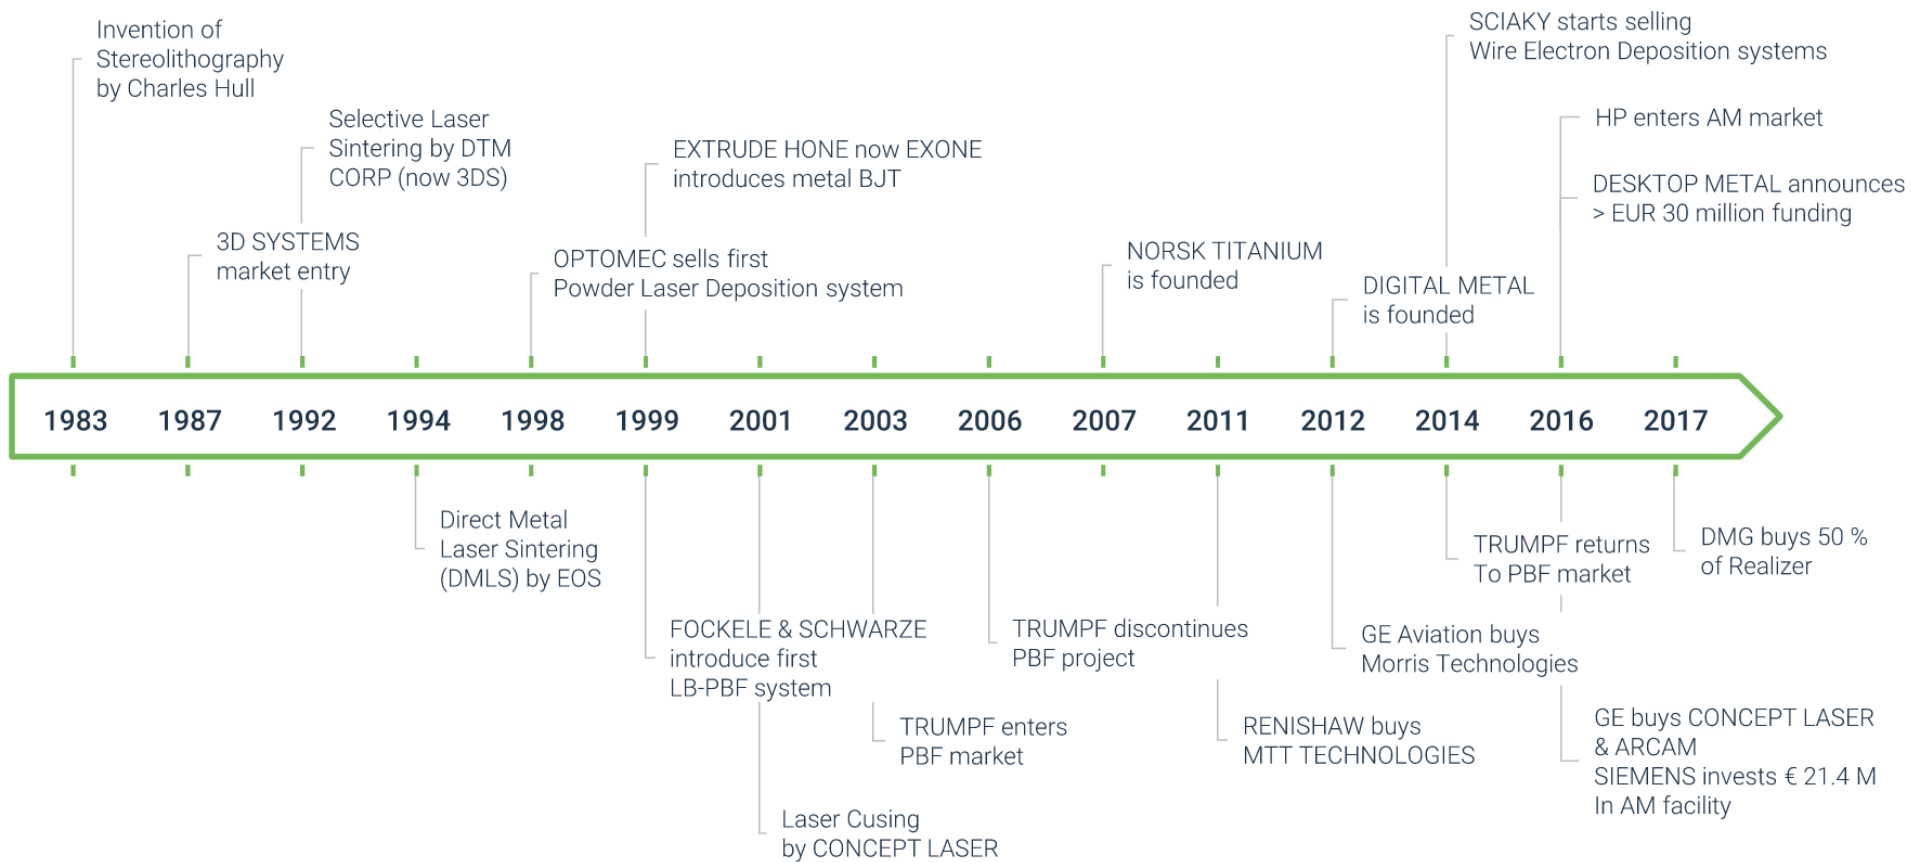 Invention of
Stereolithography
by Charles Hull
3D SYSTEMS
market entry
Selective Laser
Sintering by DTM
CORP (now 3DS)
OPTOMEC sells first
Powder Laser Deposition system
EXTRUDE HONE now EXONE
introduces metal BJT
NORSK TITANIUM
is founded
DIGITAL METAL
is founded
SCIAKY starts selling
Wire Electron Deposition systems
HP enters AM market
DESKTOP METAL announces
> EUR 30 million funding
1983 1987 1992 1994 1998 1999 2001 2003 2006 2007 2011 2012 2014 2016 2017
Direct Metal
Laser Sintering
(DMLS) by EOS
FOCKELE & SCHWARZE
introduce first
LB-PBF system
Laser Cusing
by CONCEPT LASER
TRUMPF enters
PBF market
TRUMPF discontinues
PBF project
RENISHAW buys
MTT TECHNOLOGIES
GE Aviation buys
Morris Technologies
TRUMPF returns
To PBF market
GE buys CONCEPT LASER
& ARCAM
SIEMENS invests € 21.4 M
In AM facility
DMG buys 50 %
of Realizer